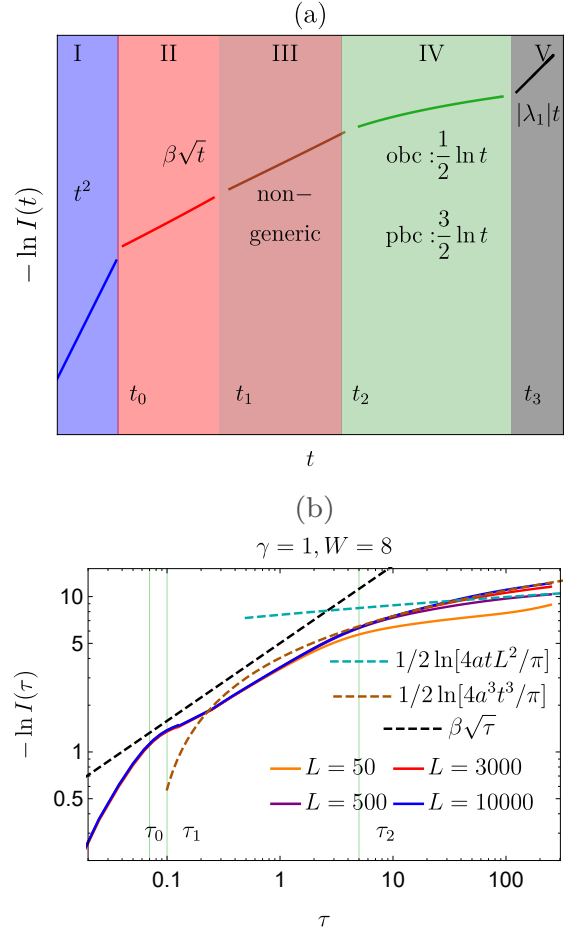 (a)
I II III IV V
|λ₁|t
β√t
obc : 1/2 ln t
t²
non−
generic
pbc : 3/2 ln t
− ln I(t)
t₀ t₁ t₂ t₃
t
(b)
γ = 1, W = 8
10
5
1
0.5
− ln I(τ)
1/2 ln[4atL²/π]
1/2 ln[4a³t³/π]
β√τ
L = 50 L = 3000
L = 500 L = 10000
τ₀ τ₁ τ₂
0.1 1 10 100
τ